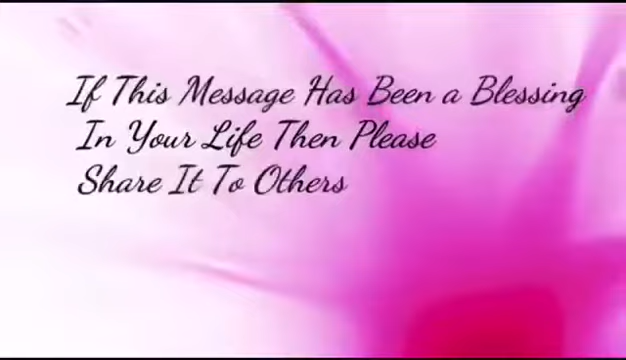 If This Message Has Been a Blessing
In Your Life Then Please
Share It To Others